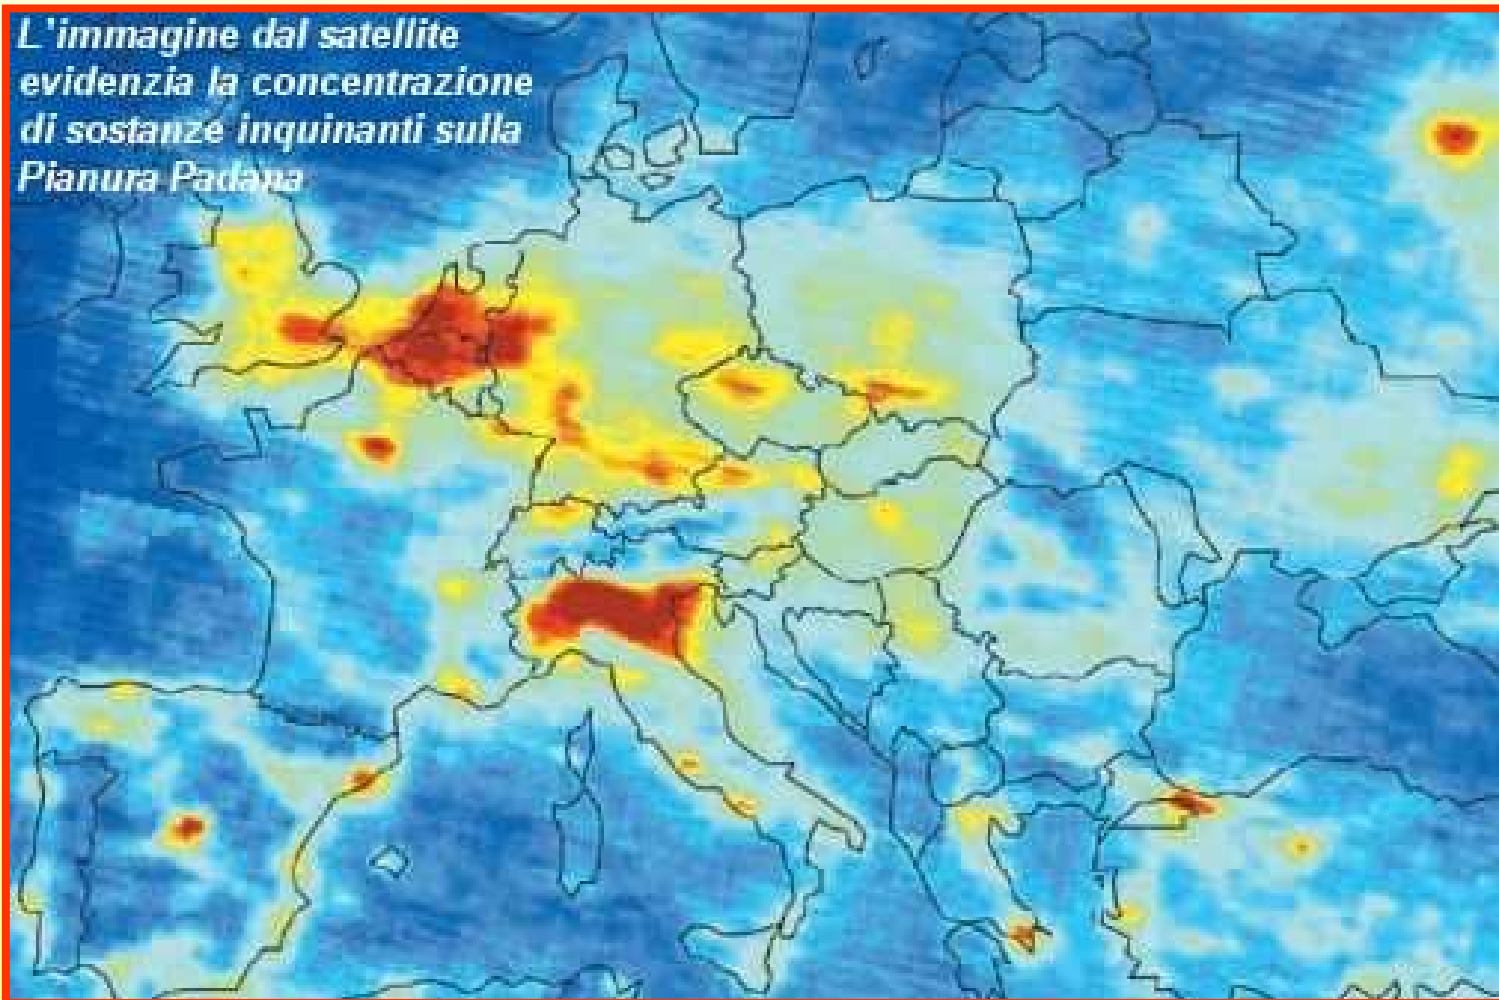 L'immagine dal satellite
evidenzia la concentrazione
di sostanze inquinanti sulla
Pianura Padana